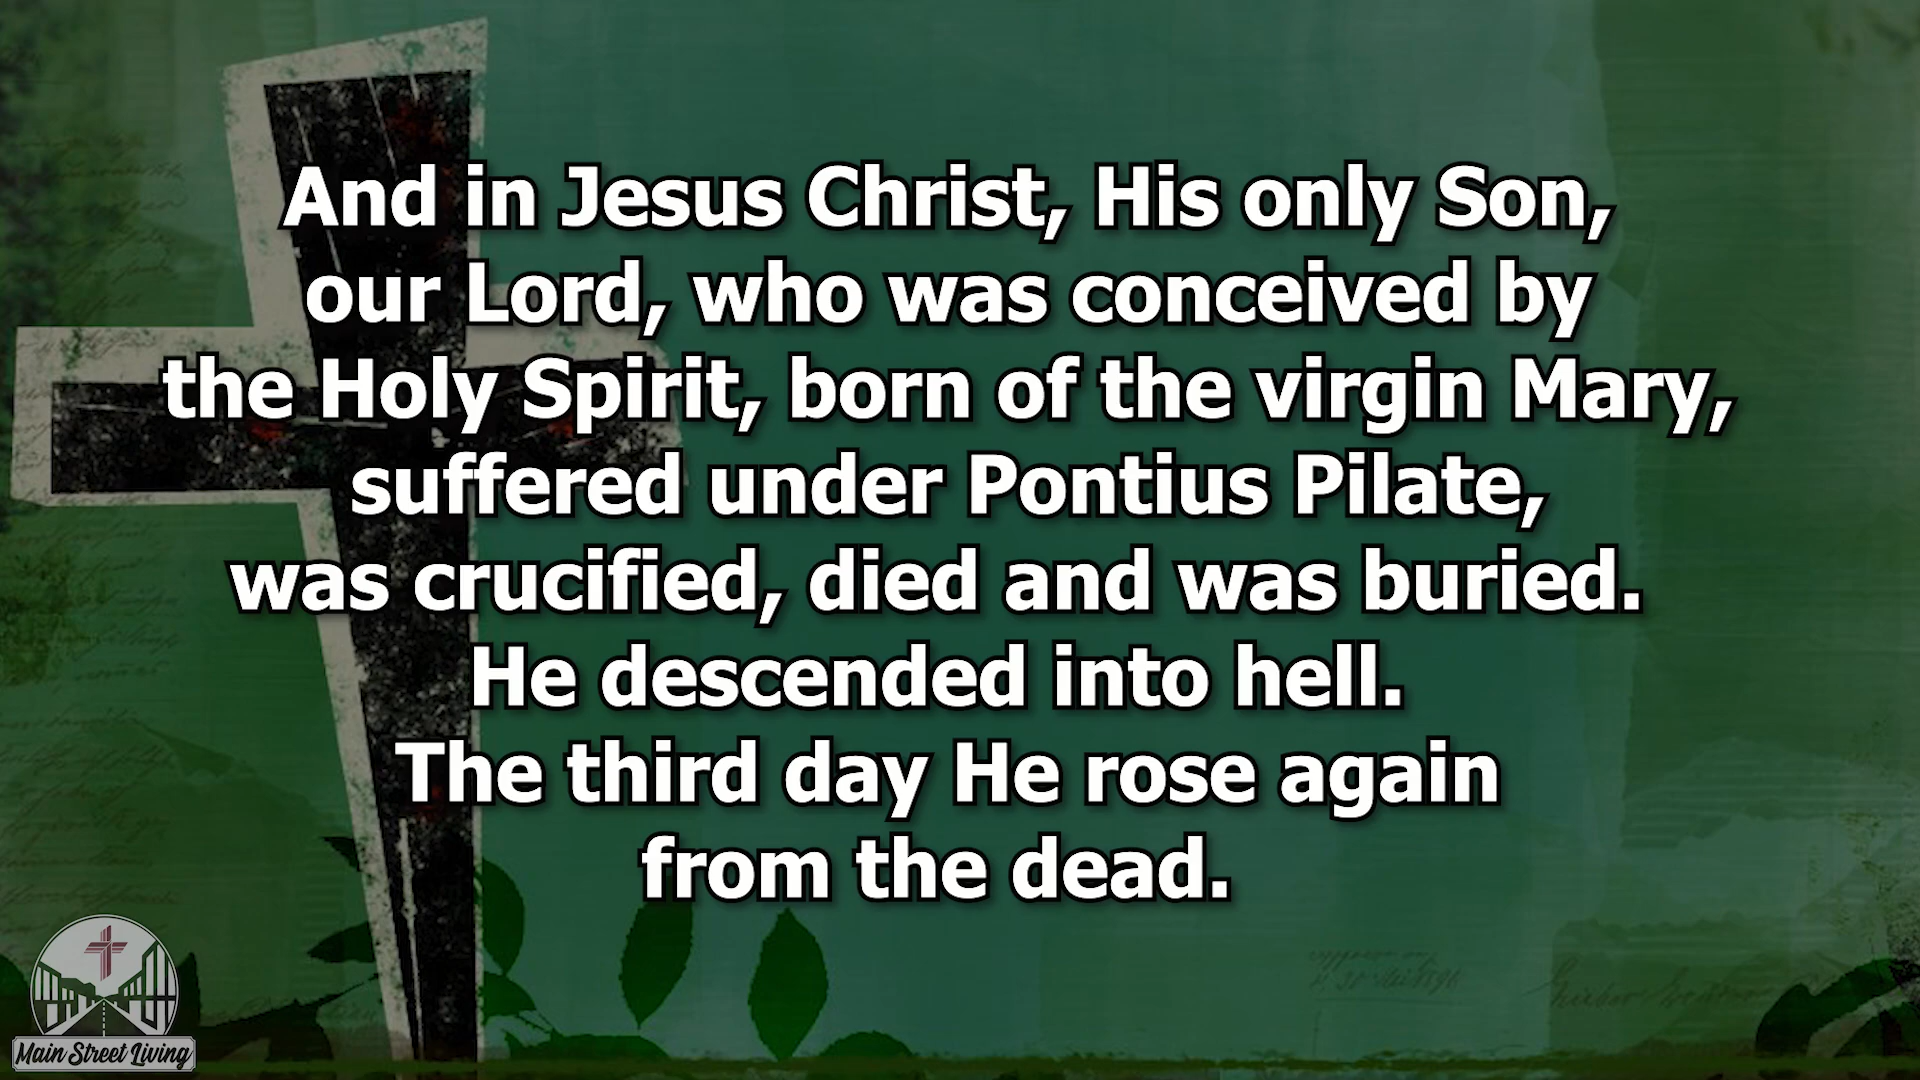 And in Jesus Christ, His only Son,
our Lord, who was conceived by
the Holy Spirit, born of the virgin Mary,
suffered under Pontius Pilate,
was crucified, died and was buried.
He descended into hell.
The third day He rose again
from the dead.
Main Street Living